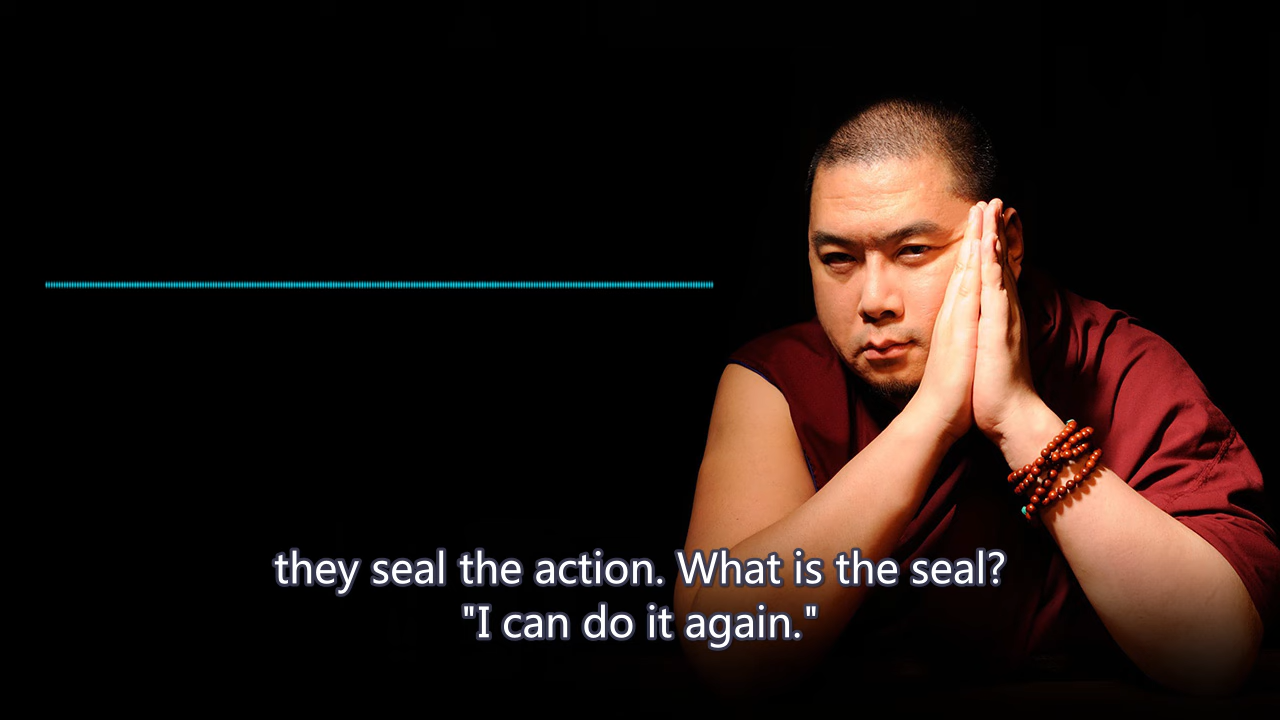 they seal the action. What is the seal?
"I can do it again."